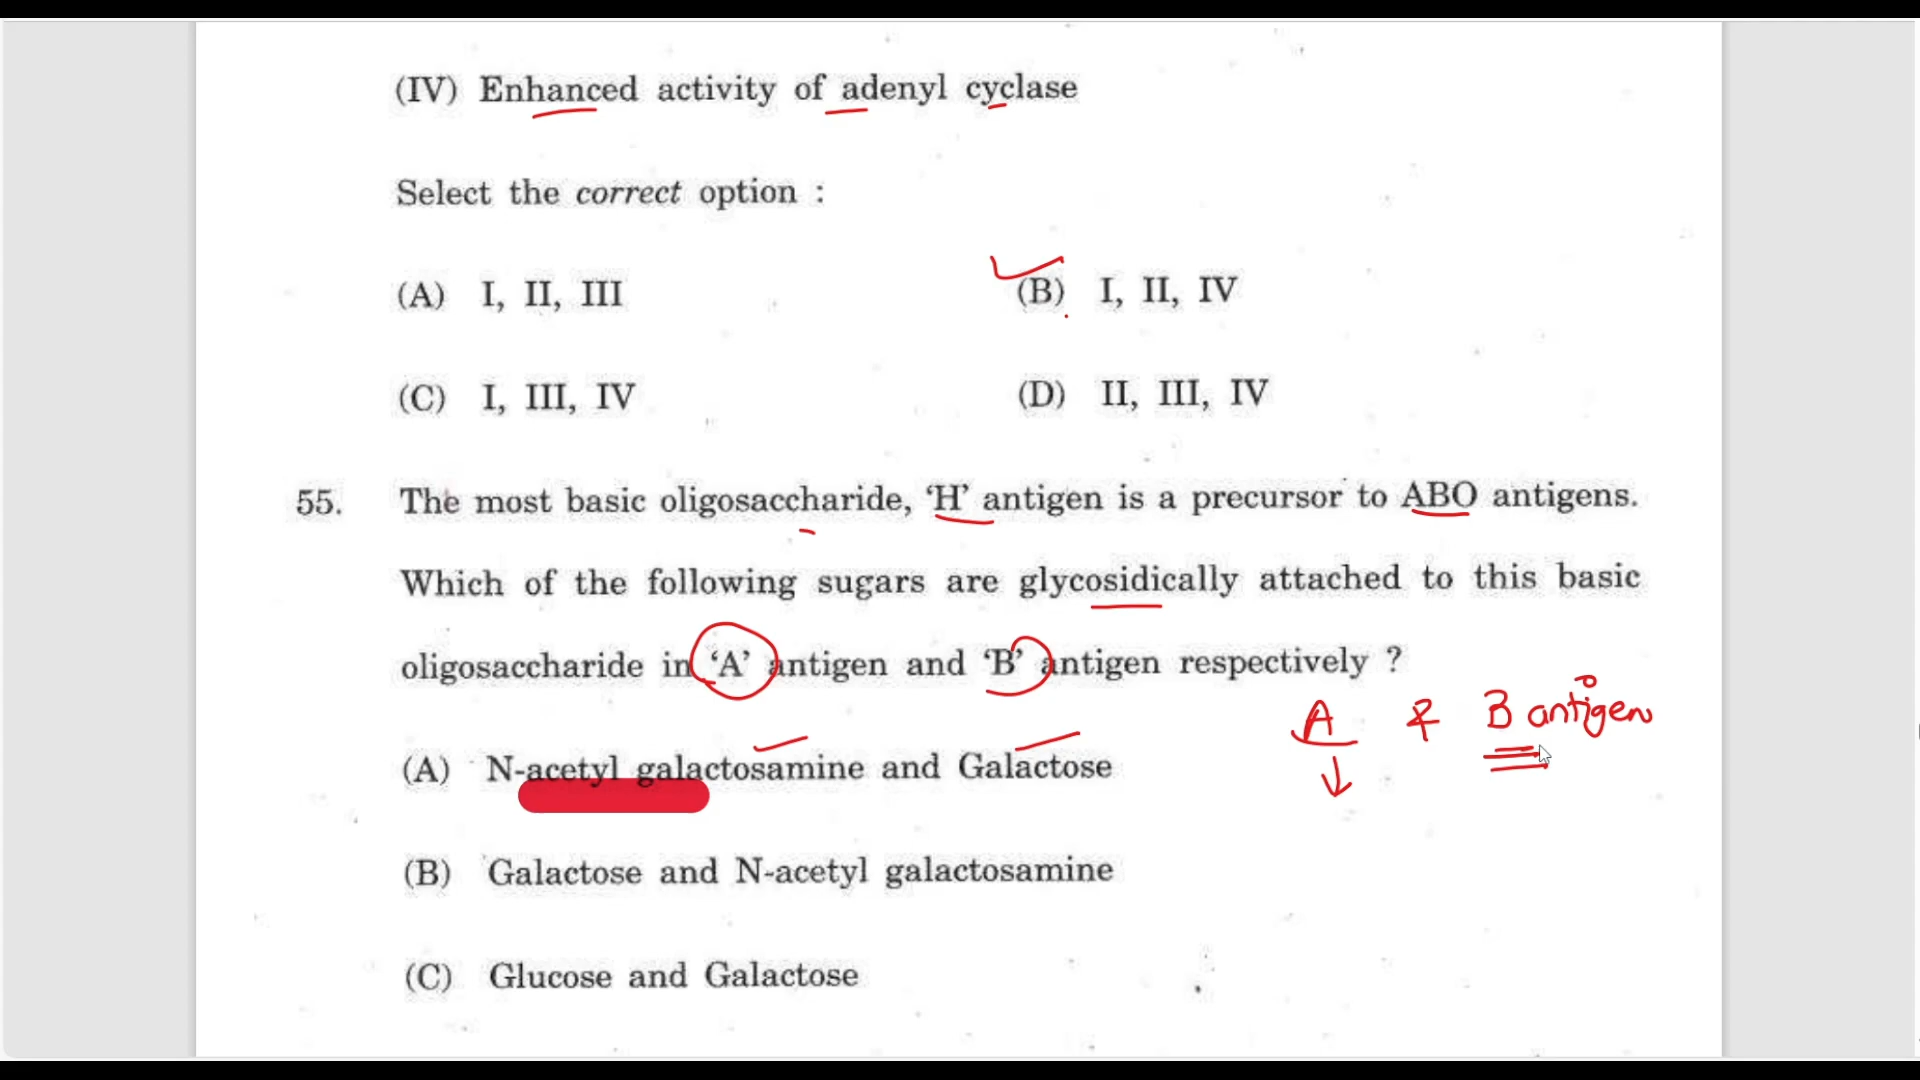 (IV) Enhanced activity of adenyl cyclase
Select the correct option :
(A) I, II, III
(B) I, II, IV
(C) I, III, IV
(D) II, III, IV
55. The most basic oligosaccharide, ‘H’ antigen is a precursor to ABO antigens.
Which of the following sugars are glycosidically attached to this basic
oligosaccharide in ‘A’ antigen and ‘B’ antigen respectively ?
A & B antigen
(A) N-acetyl galactosamine and Galactose
(B) Galactose and N-acetyl galactosamine
(C) Glucose and Galactose